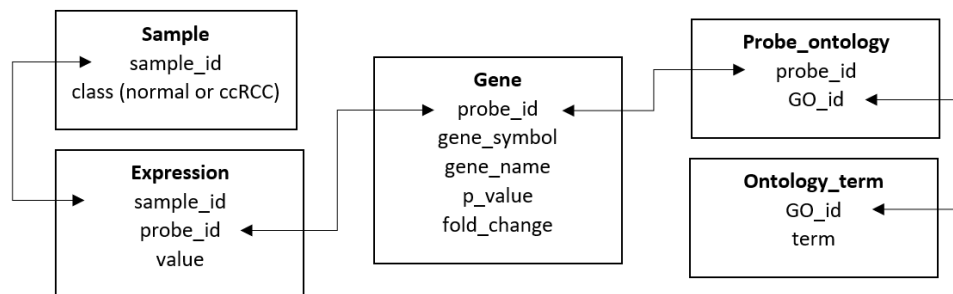 Sample
sample_id
class (normal or ccRCC)
Expression
sample_id
probe_id
value
Gene
probe_id
gene_symbol
gene_name
p_value
fold_change
Probe_ontology
probe_id
GO_id
Ontology_term
GO_id
term